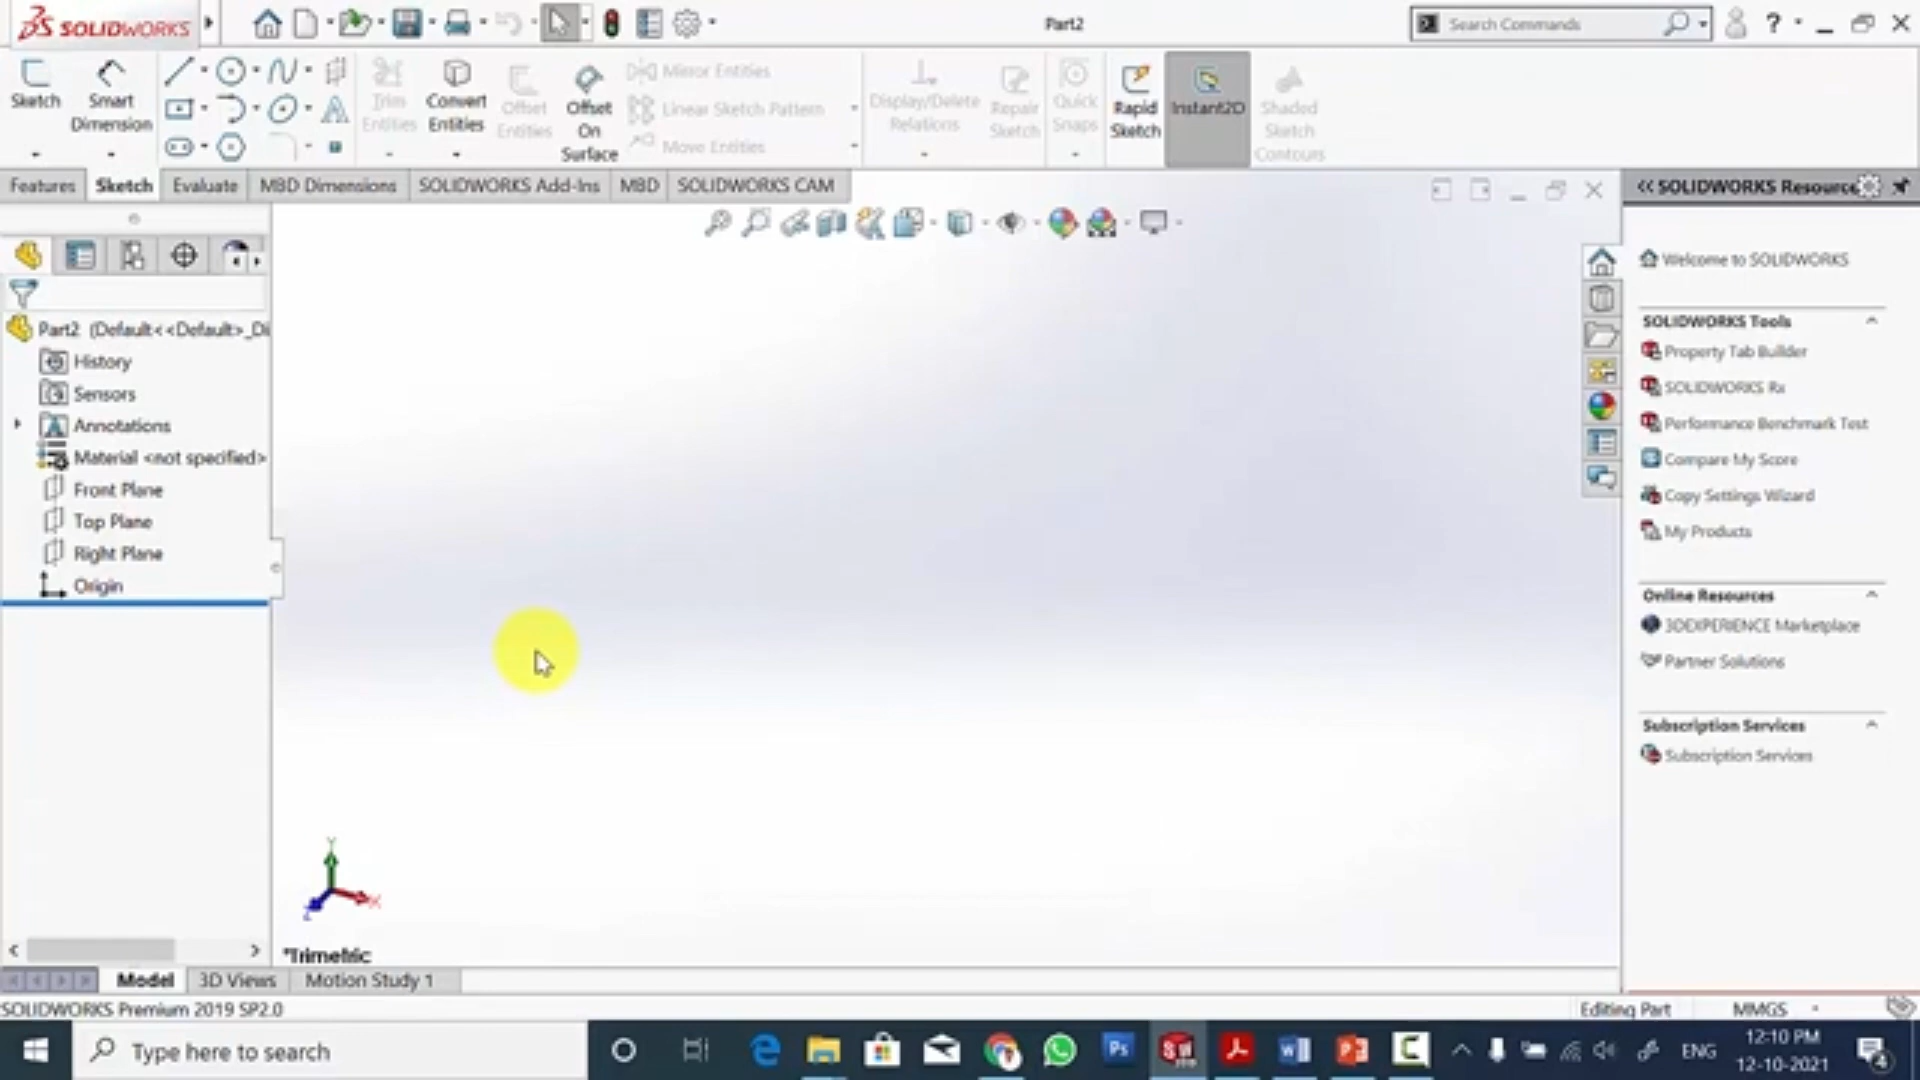 SOLIDWORKS
Part2
Search Commands
?
Sketch
Smart
Dimension
Trim
Entities
Convert
Entities
Offset
Entities
Offset
On
Surface
Mirror Entities
Linear Sketch Pattern
Move Entities
Display/Delete
Relations
Repair
Sketch
Quick
Snaps
Rapid
Sketch
Instant2D
Shaded
Sketch
Contours
Features
Sketch
Evaluate
MBD Dimensions
SOLIDWORKS Add-Ins
MBD
SOLIDWORKS CAM
Part2 (Default<<Default>_Di
History
Sensors
Annotations
Material <not specified>
Front Plane
Top Plane
Right Plane
Origin
Y
X
Z
*Trimetric
Model
3D Views
Motion Study 1
SOLIDWORKS Premium 2019 SP2.0
Editing Part
MMGS
<< SOLIDWORKS Resource
Welcome to SOLIDWORKS
SOLIDWORKS Tools
Property Tab Builder
SOLIDWORKS Rx
Performance Benchmark Test
Compare My Score
Copy Settings Wizard
My Products
Online Resources
3DEXPERIENCE Marketplace
Partner Solutions
Subscription Services
Subscription Services
Type here to search
Ps
ENG
12:10 PM
12-10-2021
4